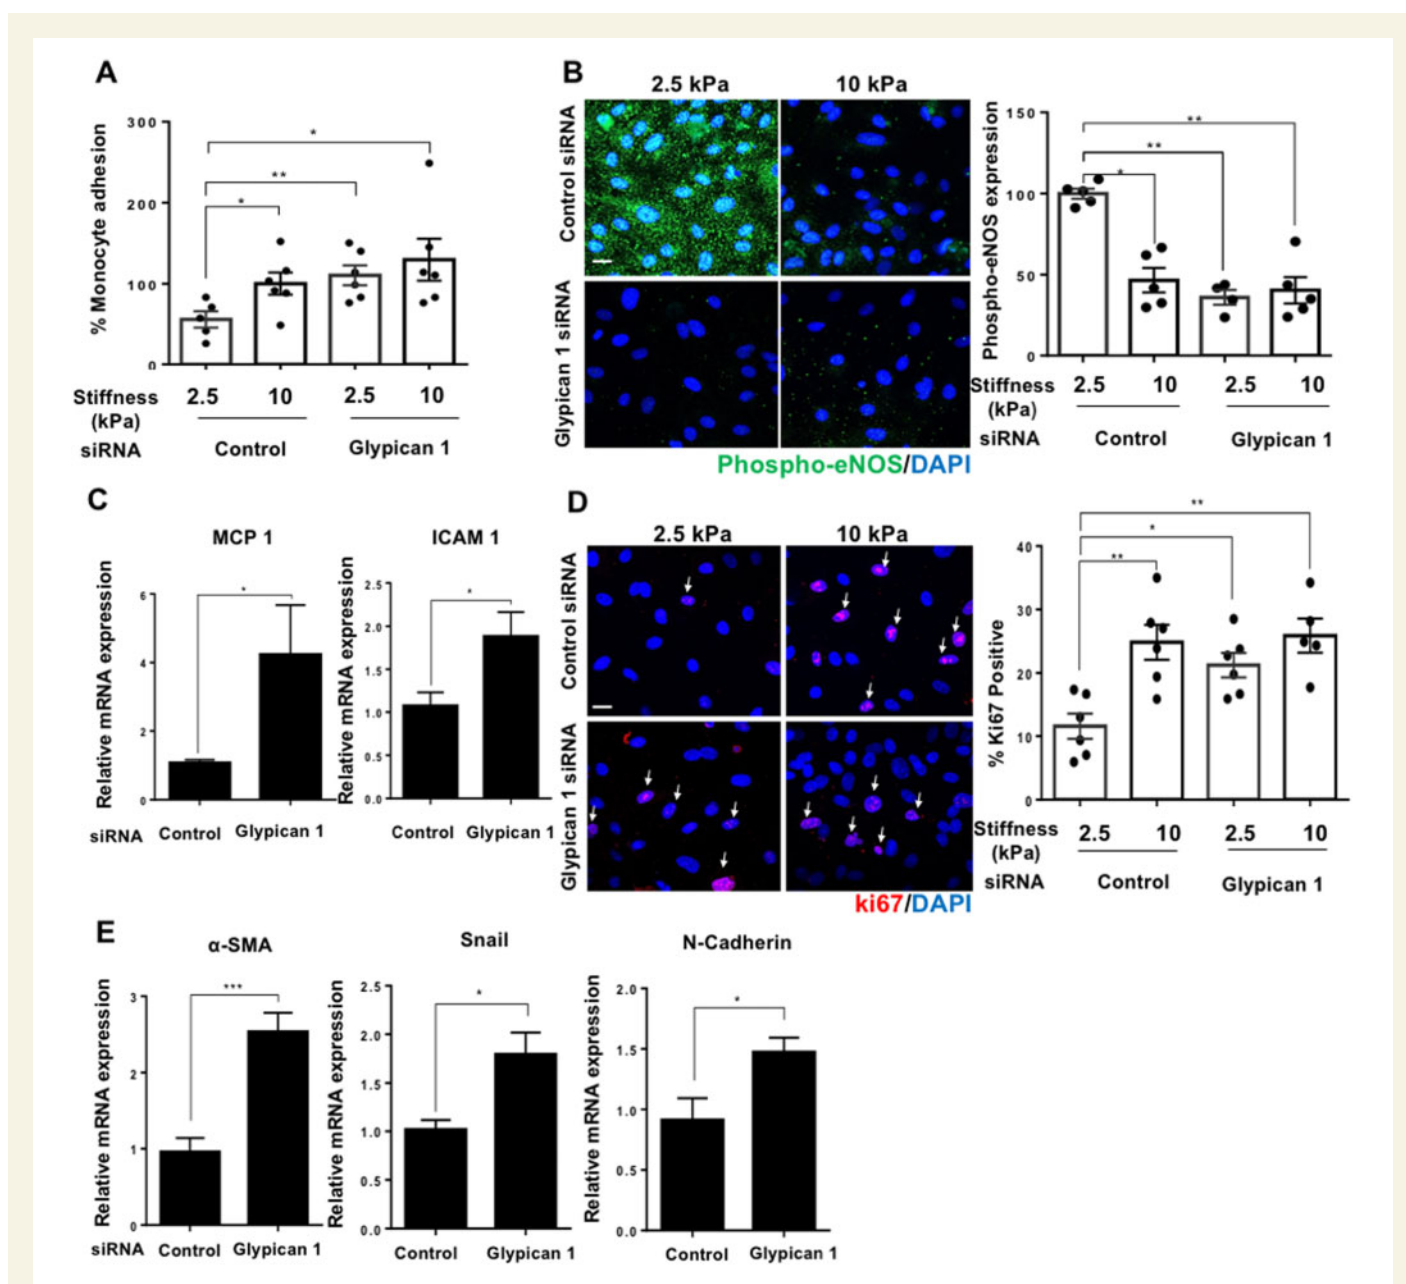 A
% Monocyte adhesion
300
200
100
0
*
**
*
Stiffness (kPa)
2.5 10 2.5 10
siRNA
Control Glypican 1
B
2.5 kPa 10 kPa
Control siRNA
Glypican 1 siRNA
Phospho-eNOS/DAPI
Phospho-eNOS expression
150
100
50
0
**
**
*
Stiffness (kPa)
2.5 10 2.5 10
siRNA
Control Glypican 1
C
MCP 1
Relative mRNA expression
6
4
2
0
*
siRNA Control Glypican 1
ICAM 1
Relative mRNA expression
2.5
2.0
1.5
1.0
0.5
0.0
*
Control Glypican 1
D
2.5 kPa 10 kPa
Control siRNA
Glypican 1 siRNA
ki67/DAPI
% Ki67 Positive
40
30
20
10
0
**
*
**
Stiffness (kPa)
2.5 10 2.5 10
siRNA
Control Glypican 1
E
α-SMA
Relative mRNA expression
3
2
1
0
***
siRNA Control Glypican 1
Snail
Relative mRNA expression
2.5
2.0
1.5
1.0
0.5
0.0
*
Control Glypican 1
N-Cadherin
Relative mRNA expression
2.0
1.5
1.0
0.5
0.0
*
Control Glypican 1